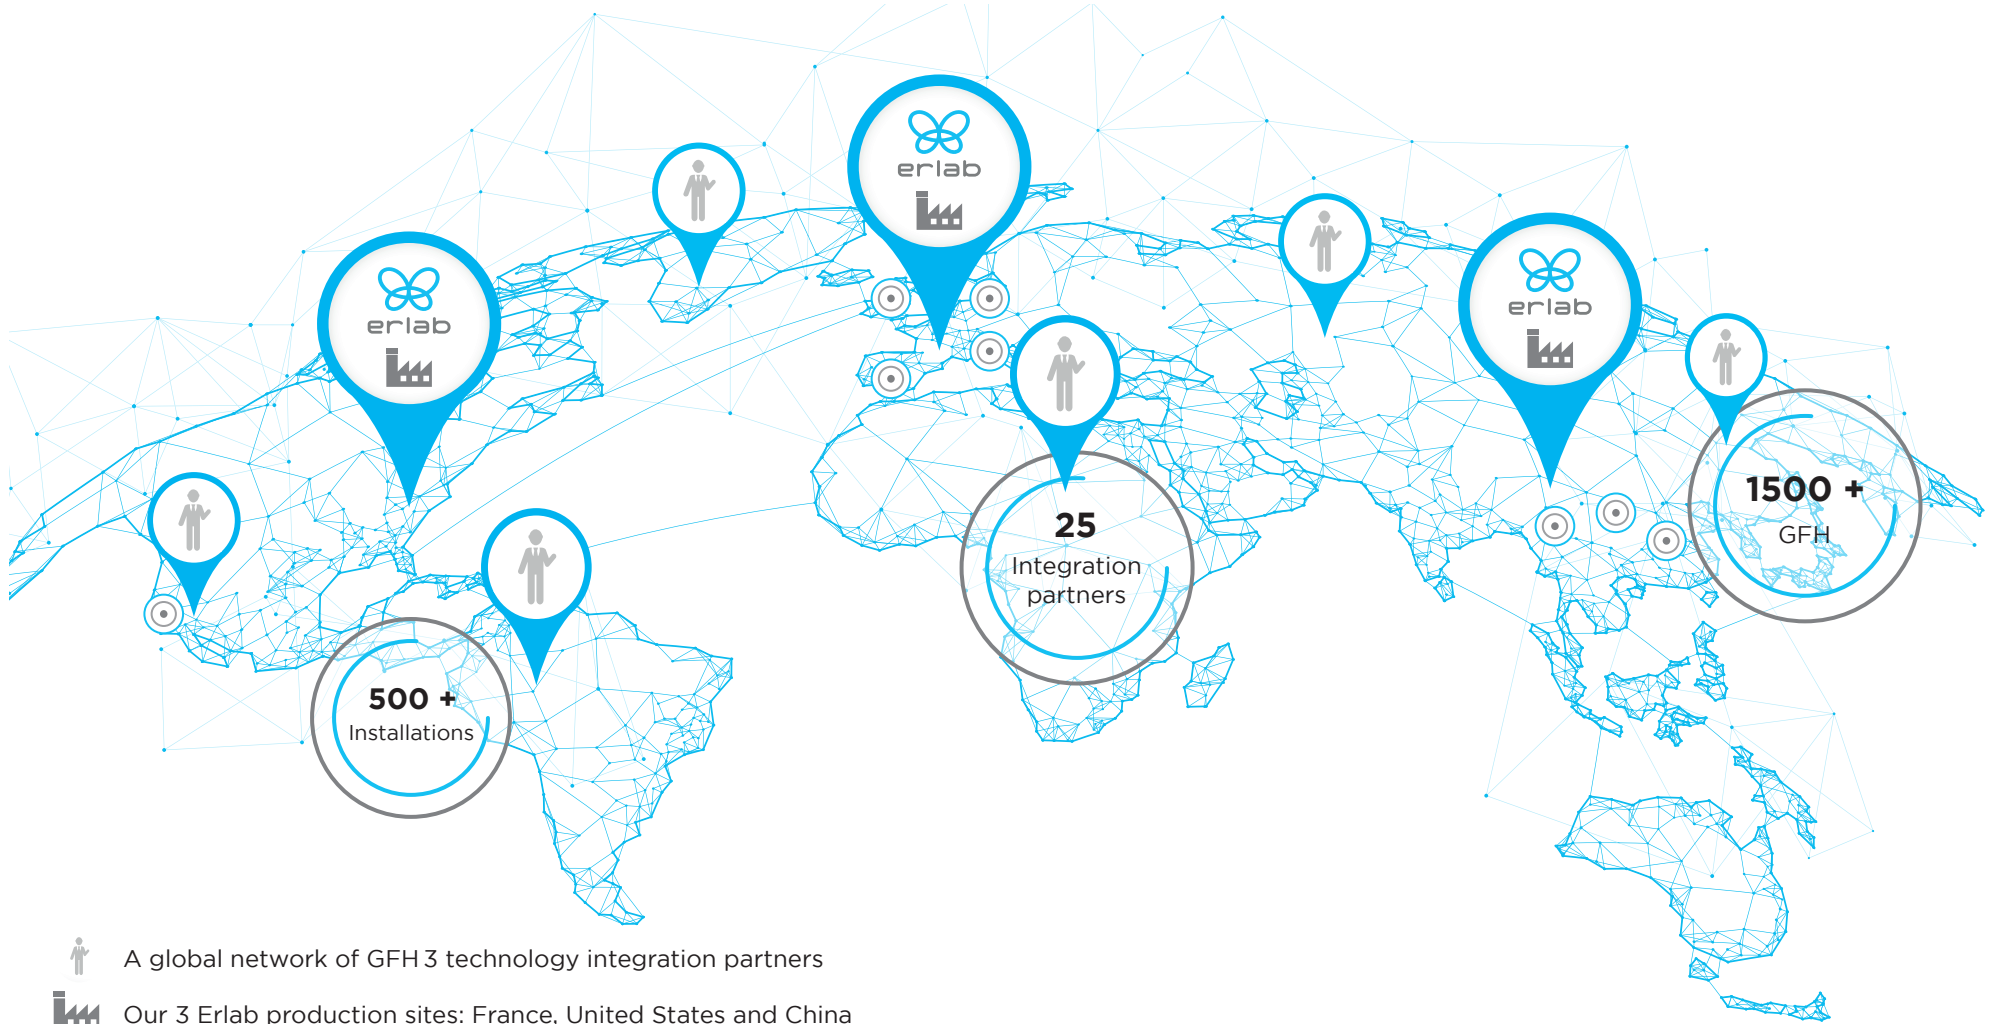 erlab
erlab
erlab
1500 +
GFH
25
Integration
partners
500 +
Installations
A global network of GFH 3 technology integration partners
Our 3 Erlab production sites: France, United States and China